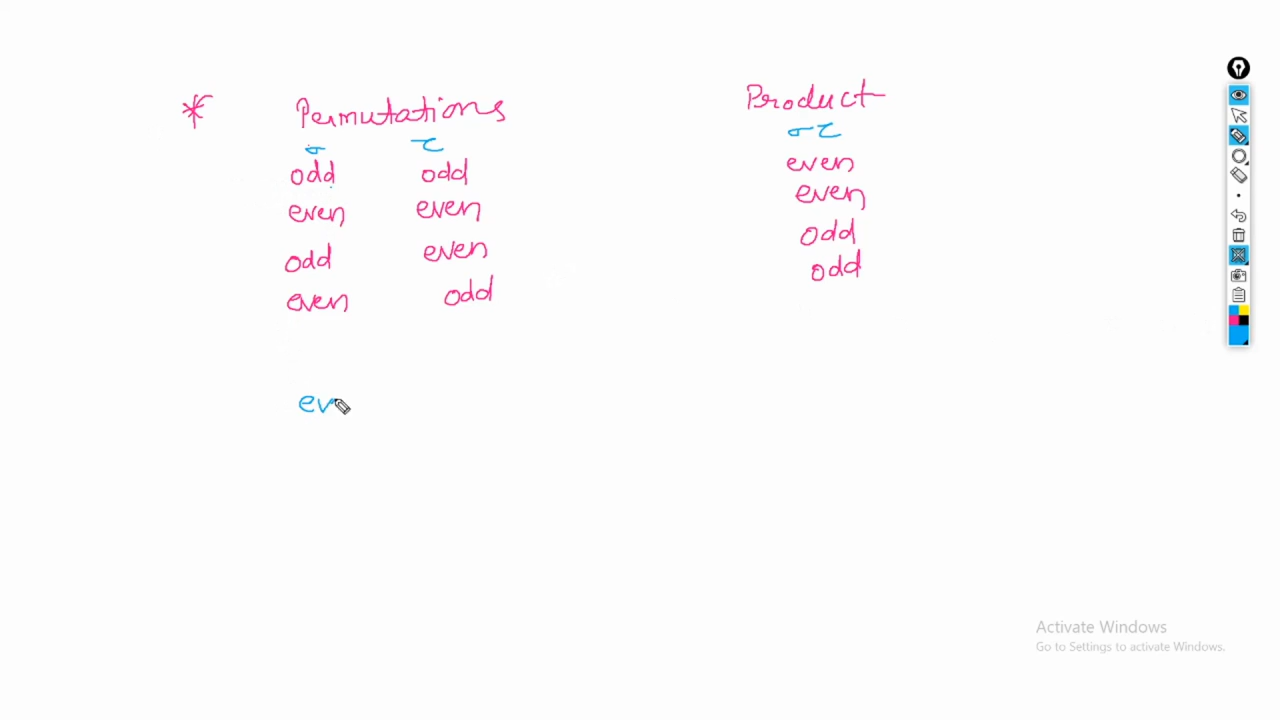 * Permutations Product
σ τ στ
odd odd even
even even even
odd even odd
even odd odd
ev
Activate Windows
Go to Settings to activate Windows.